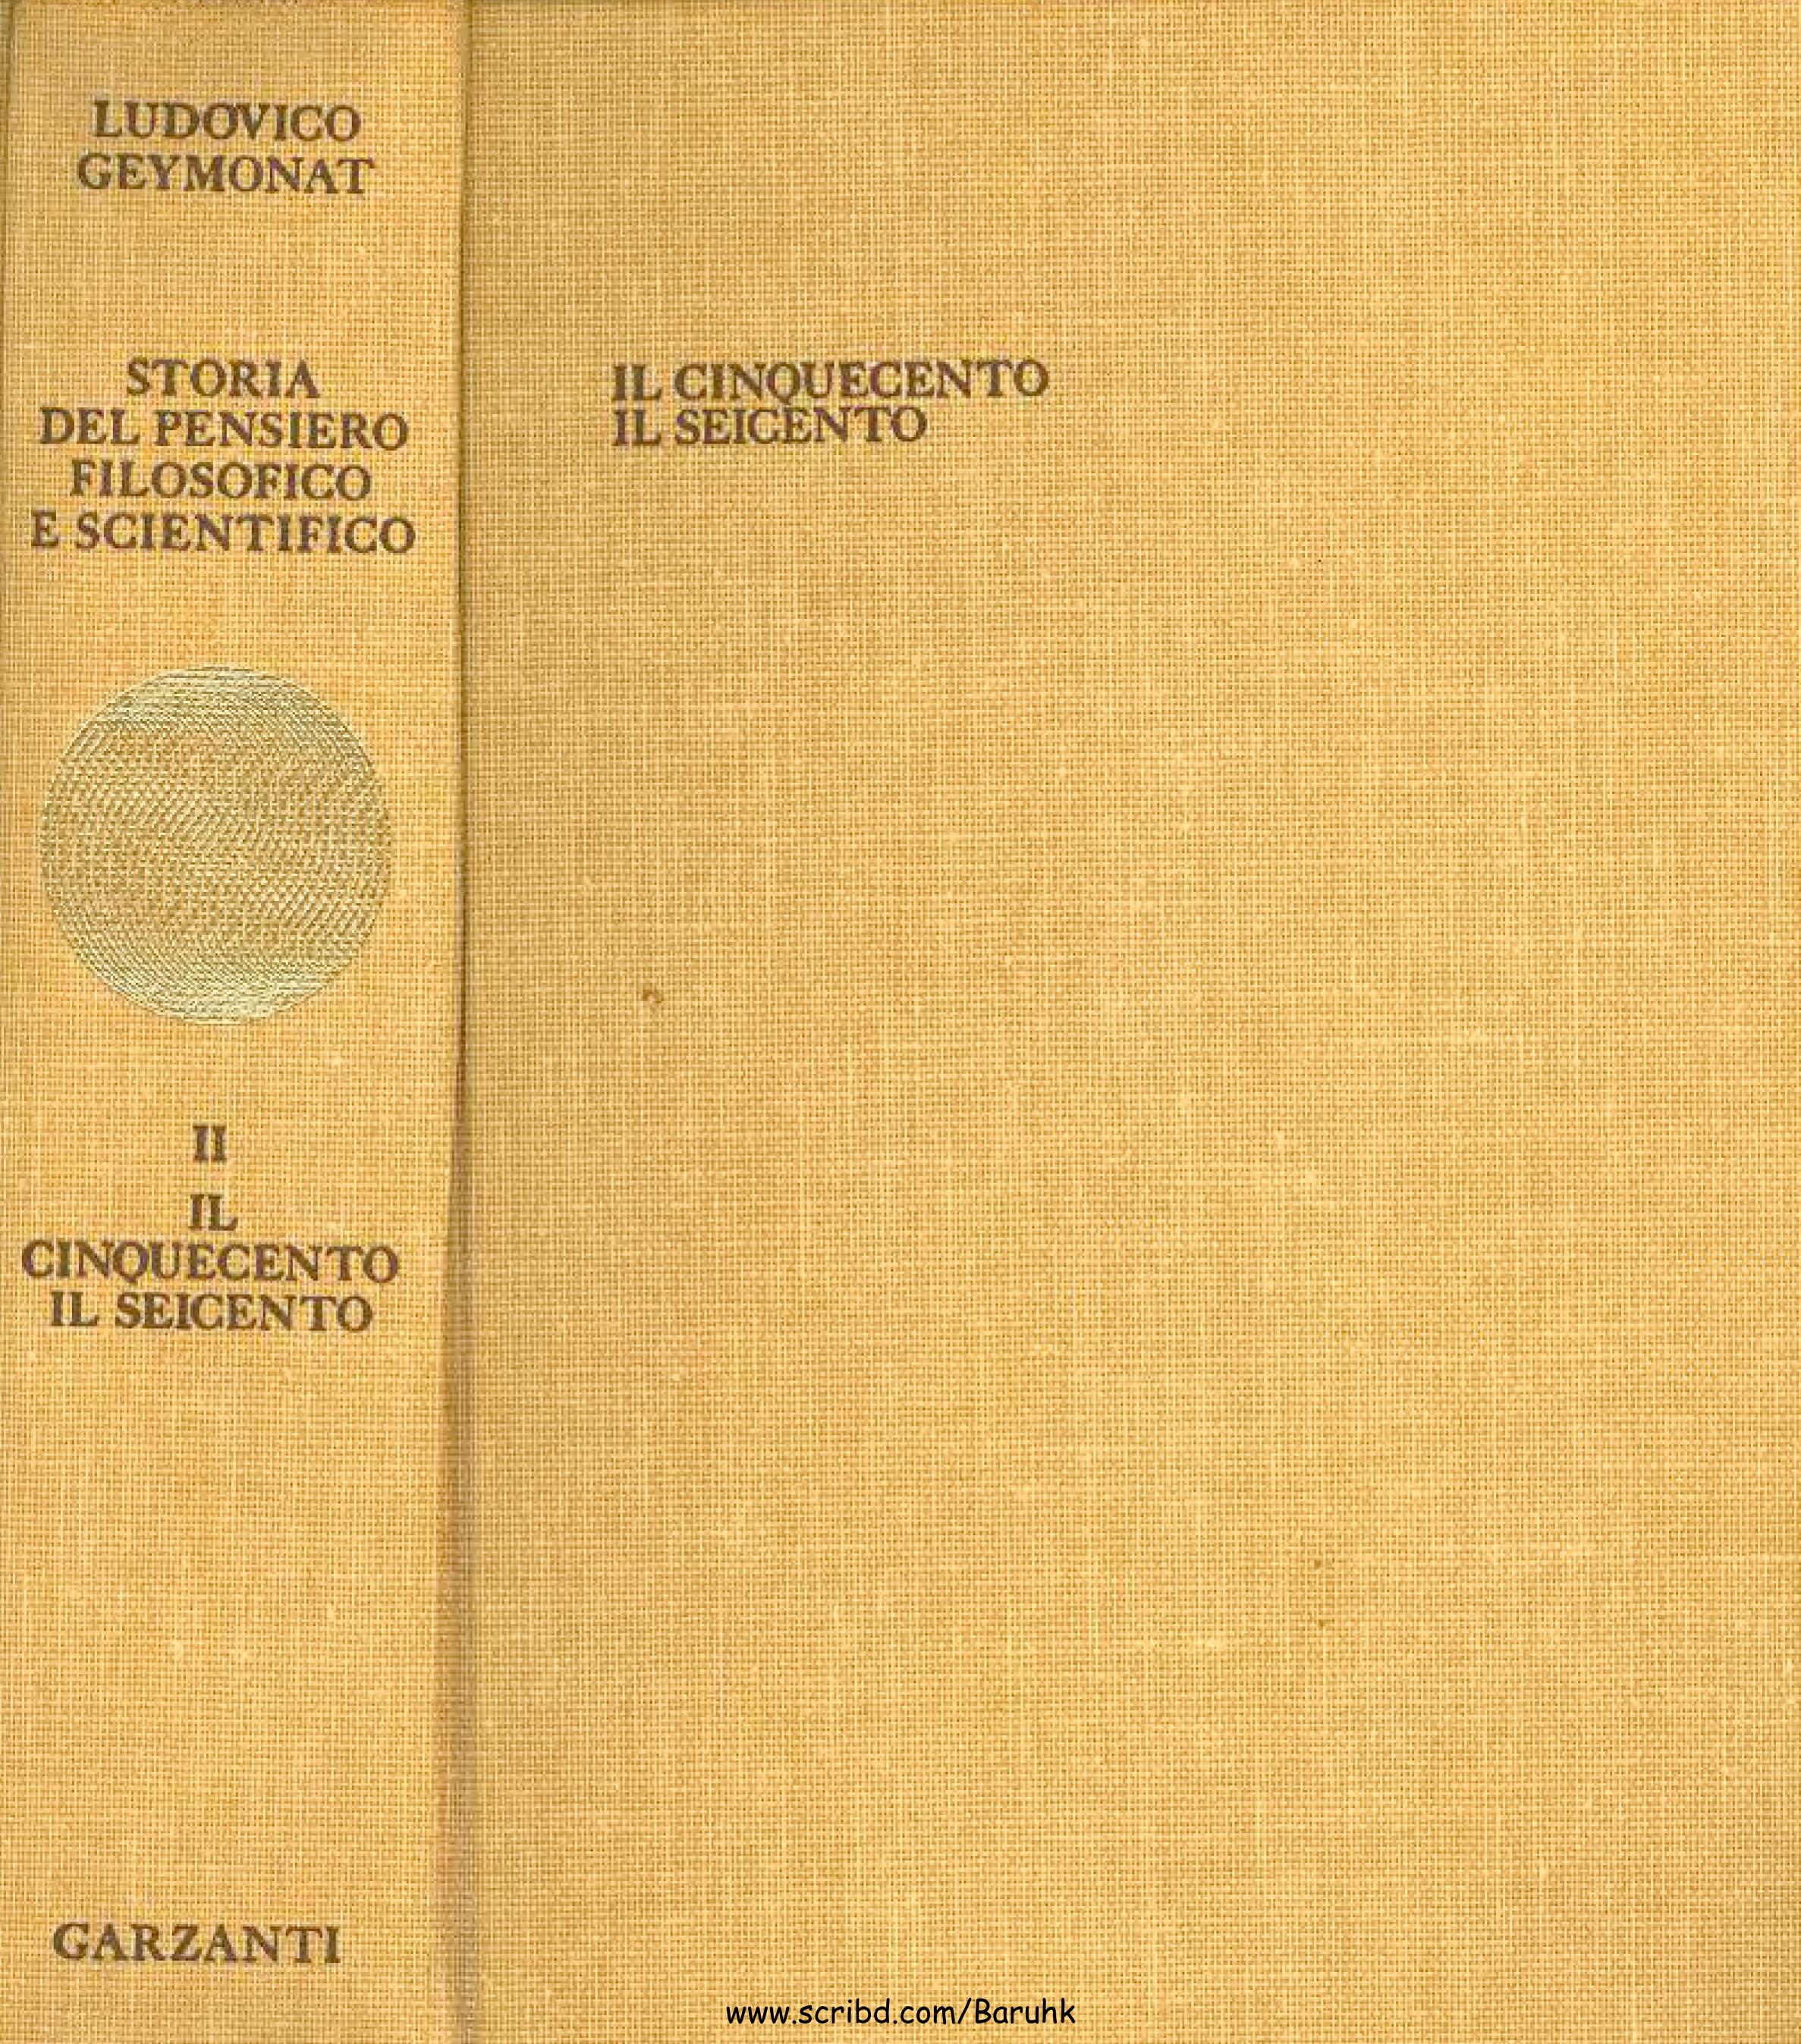 LUDOVICO
GEYMONAT
STORIA
DEL PENSIERO
FILOSOFICO
E SCIENTIFICO
II
IL
CINQUECENTO
IL SEICENTO
GARZANTI
IL CINQUECENTO
IL SEICENTO
www.scribd.com/Baruhk